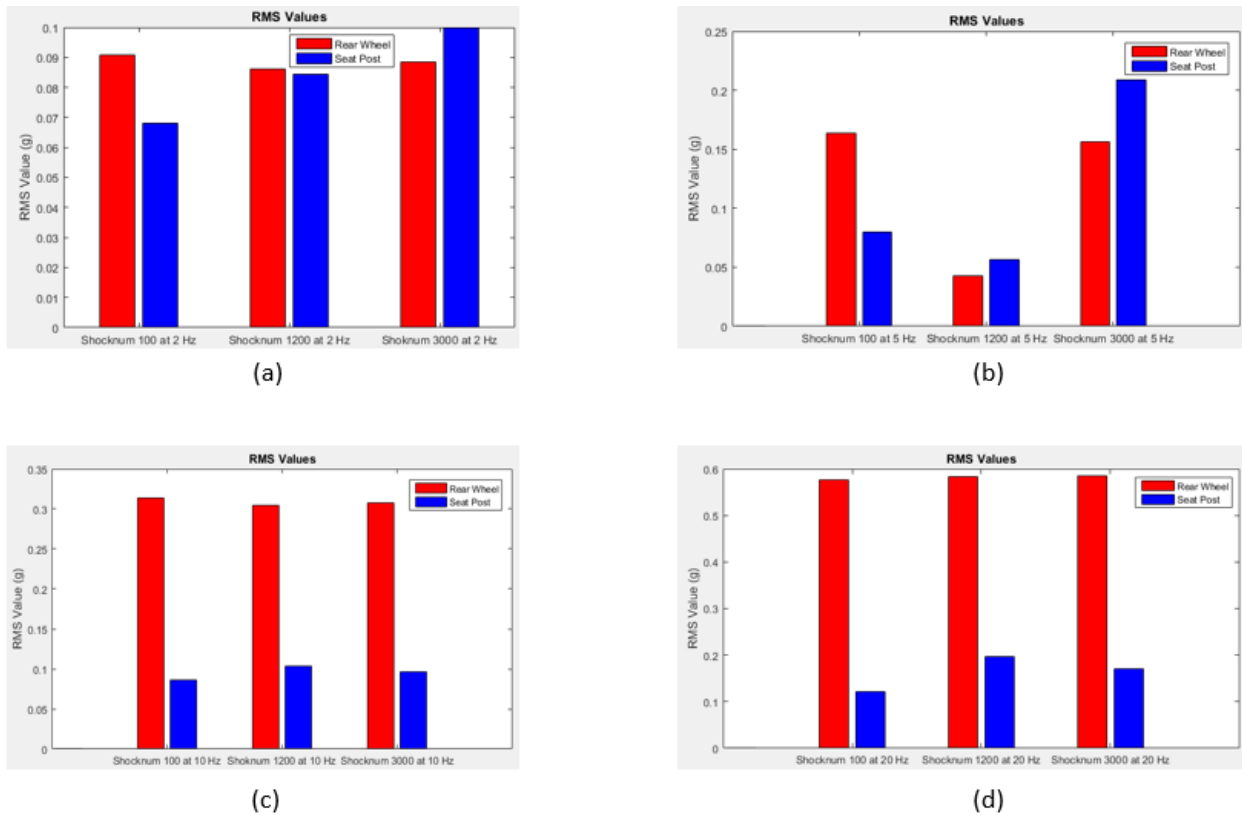 RMS Values
0.1
0.09
0.08
0.07
0.06
0.05
0.04
0.03
0.02
0.01
0
RMS Value (g)
Rear Wheel
Seat Post
Shocknum 100 at 2 Hz Shocknum 1200 at 2 Hz Shoknum 3000 at 2 Hz
(a)
RMS Values
0.25
0.2
0.15
0.1
0.05
0
RMS Value (g)
Rear Wheel
Seat Post
Shocknum 100 at 5 Hz Shocknum 1200 at 5 Hz Shocknum 3000 at 5 Hz
(b)
RMS Values
0.35
0.3
0.25
0.2
0.15
0.1
0.05
0
RMS Value (g)
Rear Wheel
Seat Post
Shocknum 100 at 10 Hz Shoknum 1200 at 10 Hz Shocknum 3000 at 10 Hz
(c)
RMS Values
0.6
0.5
0.4
0.3
0.2
0.1
0
RMS Value (g)
Rear Wheel
Seat Post
Shocknum 100 at 20 Hz Shocknum 1200 at 20 Hz Shocknum 3000 at 20 Hz
(d)